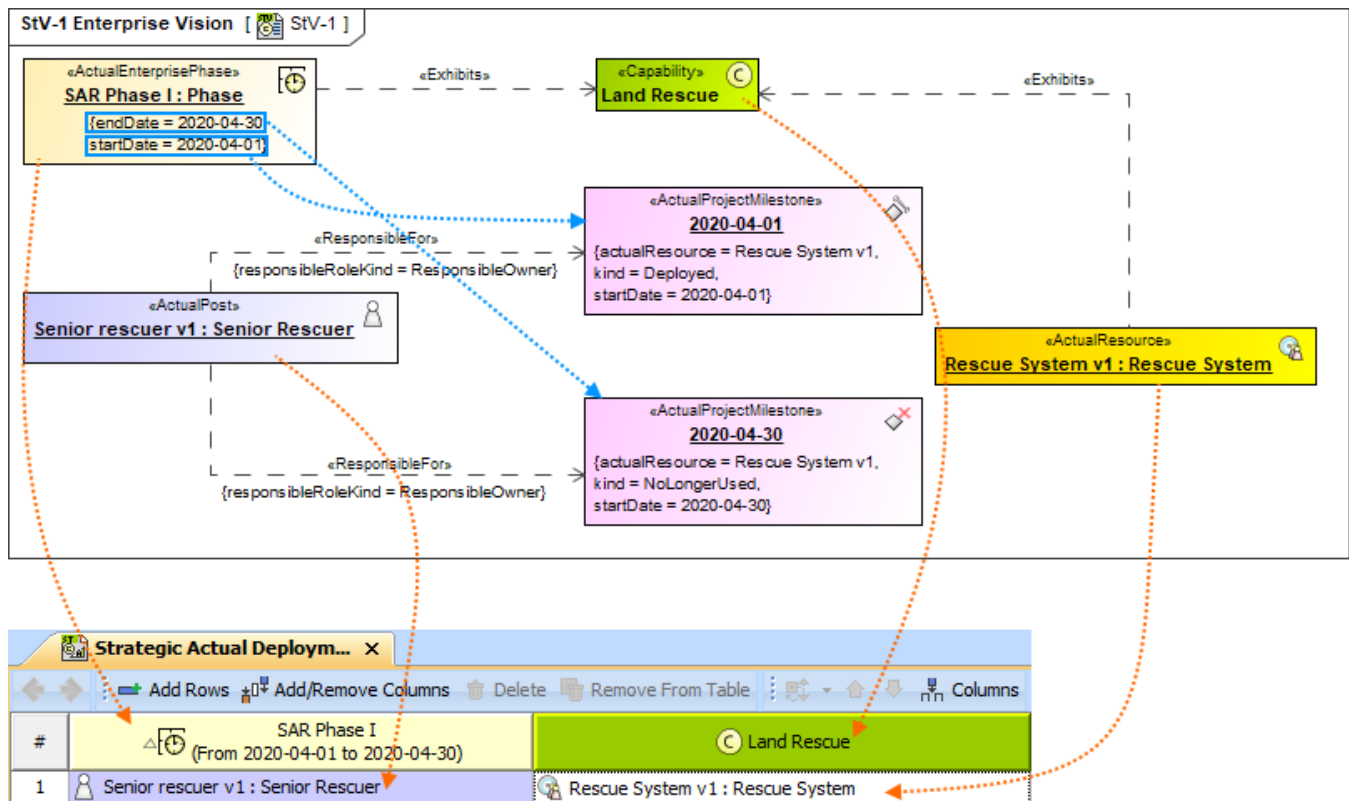 StV-1 Enterprise Vision [ StV-1 ]
«ActualEnterprisePhase»
SAR Phase I : Phase
{endDate = 2020-04-30
startDate = 2020-04-01}
«Exhibits»
«Capability»
C
Land Rescue
«Exhibits»
«ActualProjectMilestone»
2020-04-01
{actualResource = Rescue System v1,
kind = Deployed,
startDate = 2020-04-01}
«ResponsibleFor»
{responsibleRoleKind = ResponsibleOwner}
«ActualPost»
Senior rescuer v1 : Senior Rescuer
«ActualResource»
Rescue System v1 : Rescue System
«ActualProjectMilestone»
2020-04-30
{actualResource = Rescue System v1,
kind = NoLongerUsed,
startDate = 2020-04-30}
«ResponsibleFor»
{responsibleRoleKind = ResponsibleOwner}
Strategic Actual Deploym... x
Add Rows Add/Remove Columns Delete Remove From Table Columns
# SAR Phase I
(From 2020-04-01 to 2020-04-30)
C Land Rescue
1 Senior rescuer v1 : Senior Rescuer Rescue System v1 : Rescue System